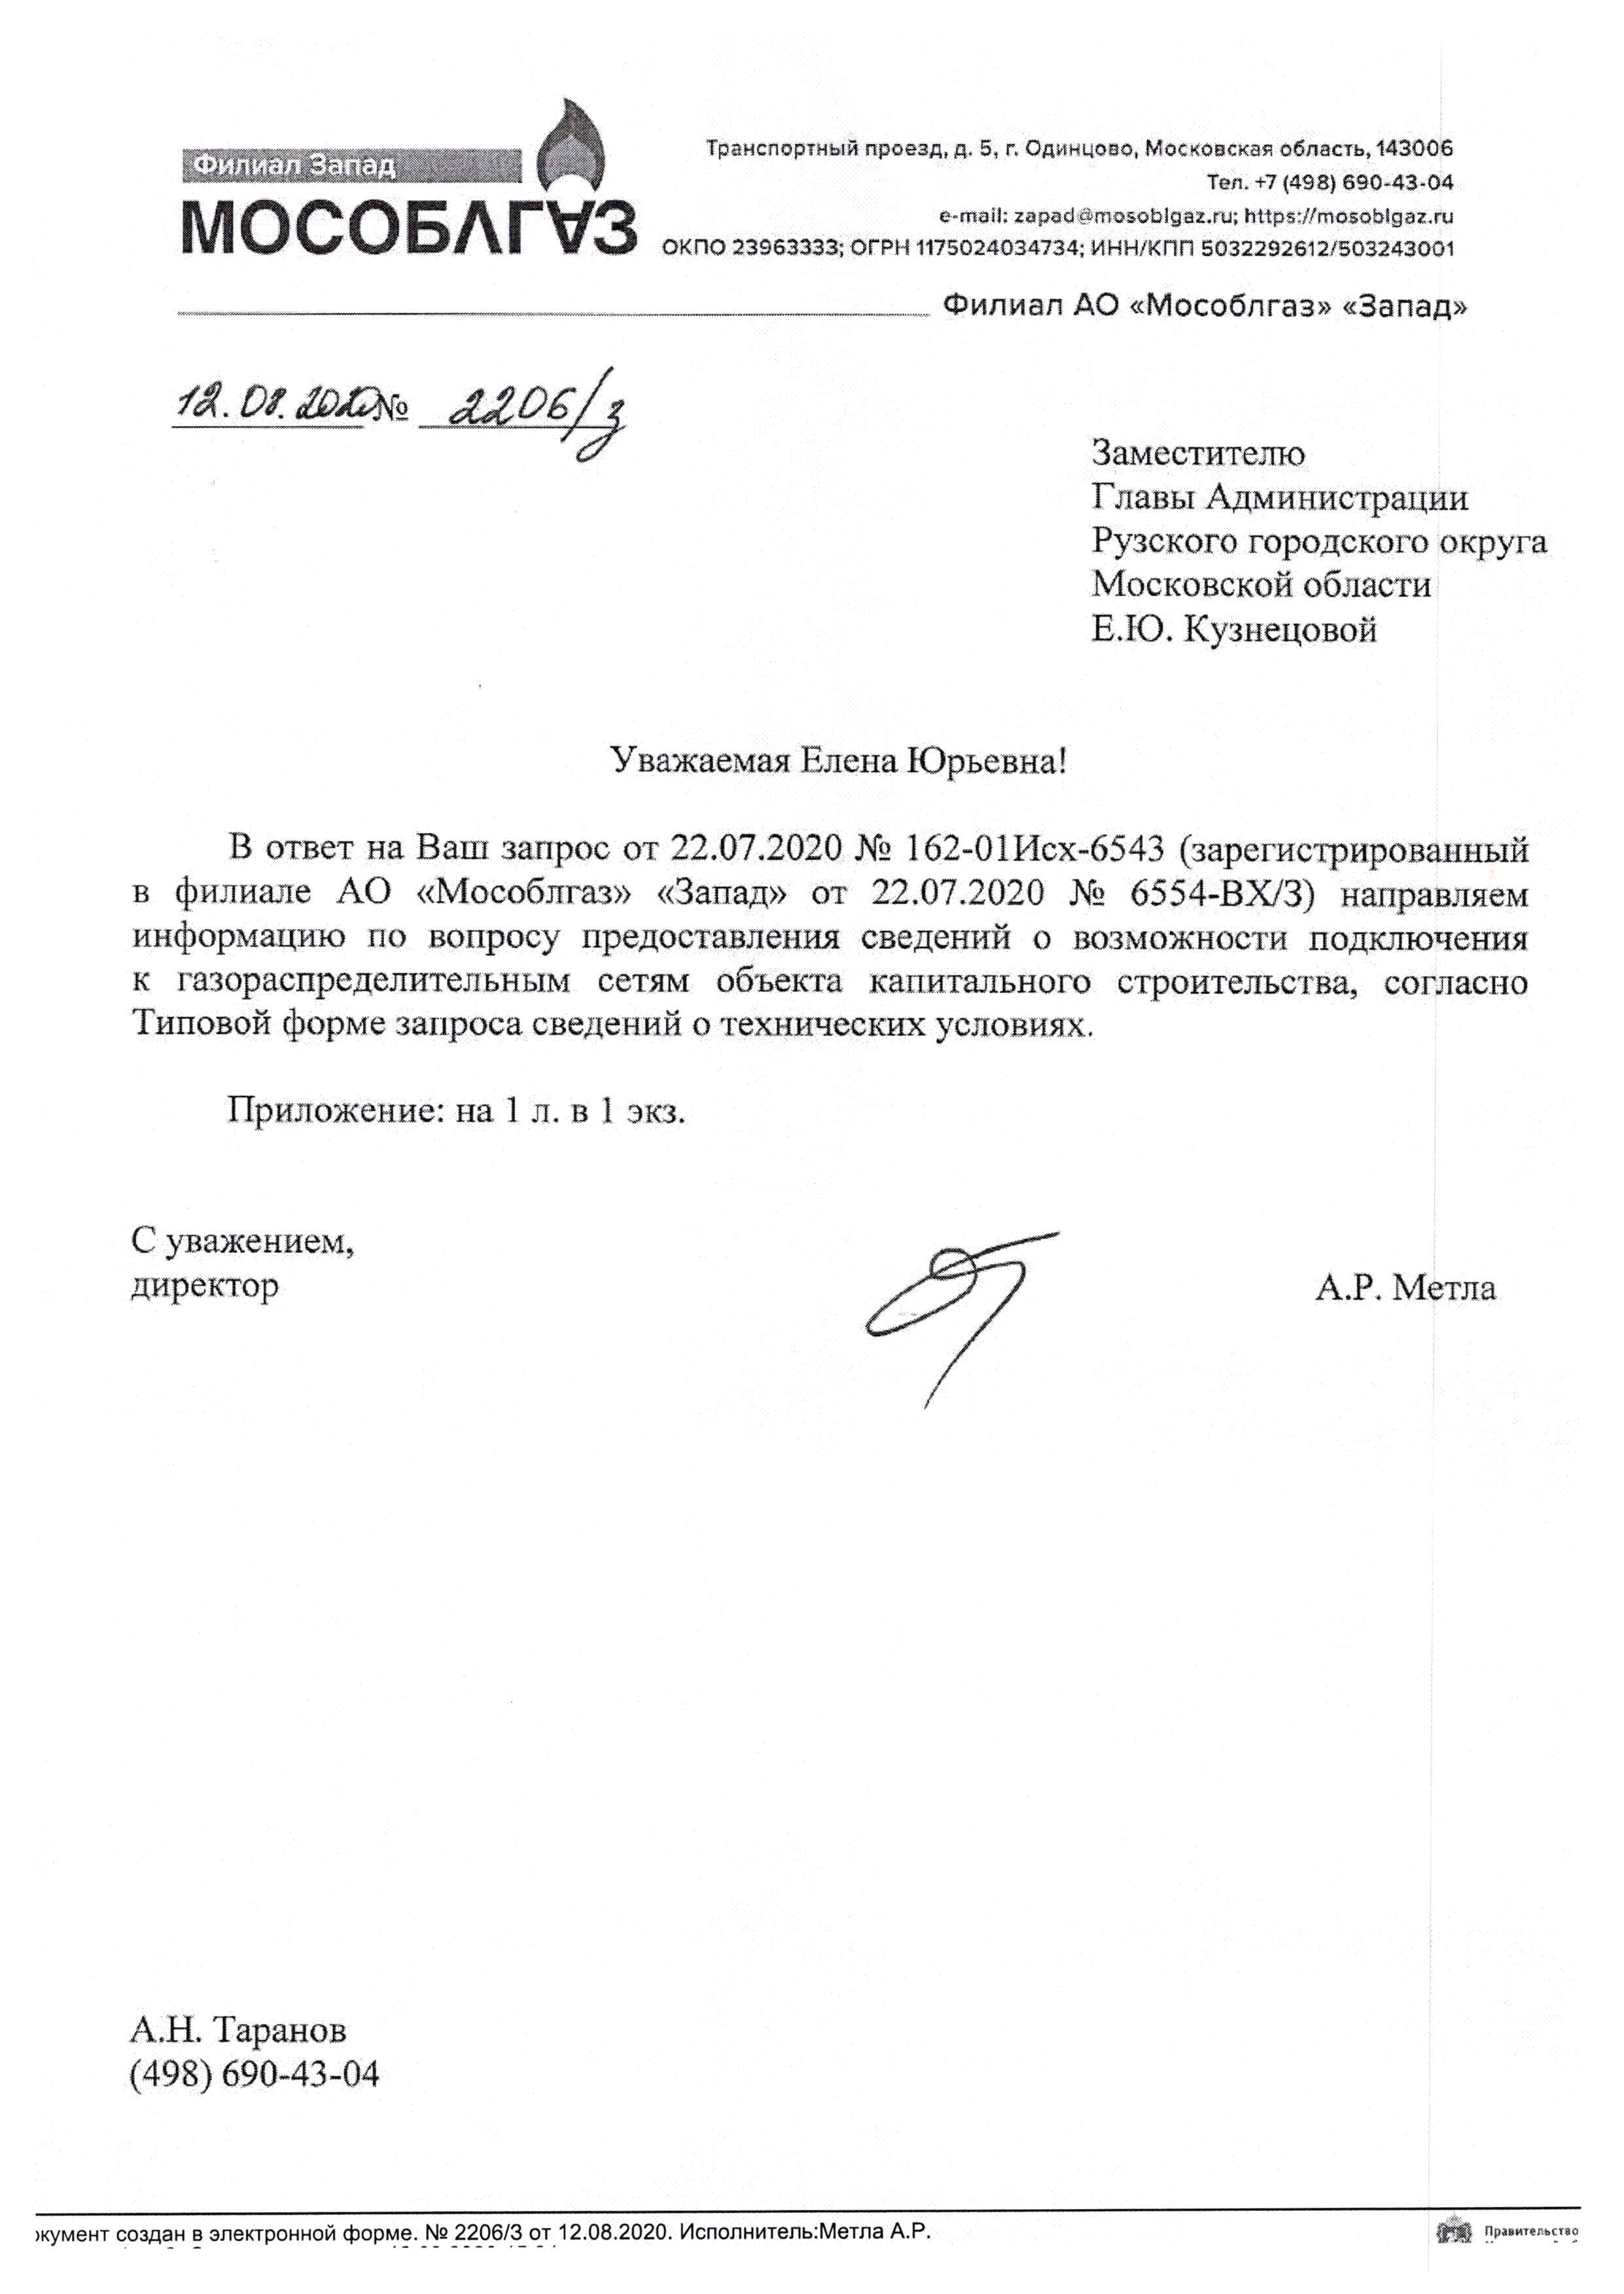 Филиал Запад
МОСОБЛГАЗ
Транспортный проезд, д. 5, г. Одинцово, Московская область, 143006
Тел. +7 (498) 690-43-04
e-mail: zapad@mosoblgaz.ru; https://mosoblgaz.ru
ОКПО 23963333; ОГРН 1175024034734; ИНН/КПП 5032292612/503243001
Филиал АО «Мособлгаз» «Запад»
12.08.2020 № 2206/З
Заместителю
Главы Администрации
Рузского городского округа
Московской области
Е.Ю. Кузнецовой
Уважаемая Елена Юрьевна!
В ответ на Ваш запрос от 22.07.2020 № 162-01Исх-6543 (зарегистрированный
в филиале АО «Мособлгаз» «Запад» от 22.07.2020 № 6554-ВХ/З) направляем
информацию по вопросу предоставления сведений о возможности подключения
к газораспределительным сетям объекта капитального строительства, согласно
Типовой форме запроса сведений о технических условиях.
Приложение: на 1 л. в 1 экз.
С уважением,
директор
А.Р. Метла
А.Н. Таранов
(498) 690-43-04
кумент создан в электронной форме. № 2206/З от 12.08.2020. Исполнитель:Метла А.Р.
Правительство